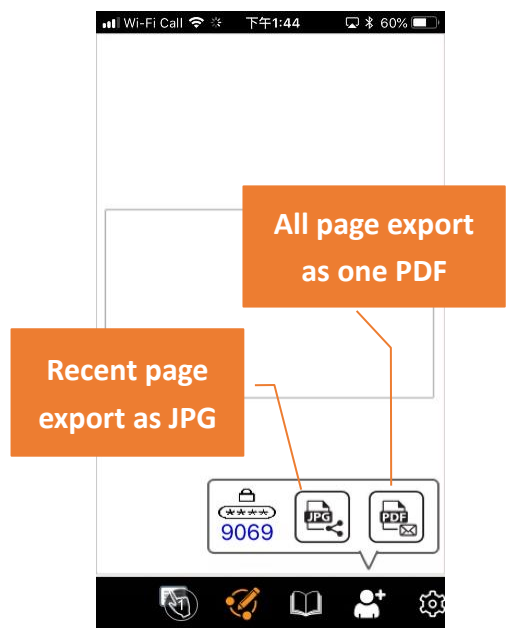 Wi-Fi Call 下午1:44 60%
All page export
as one PDF
Recent page
export as JPG
****
9069
JPG
PDF
1